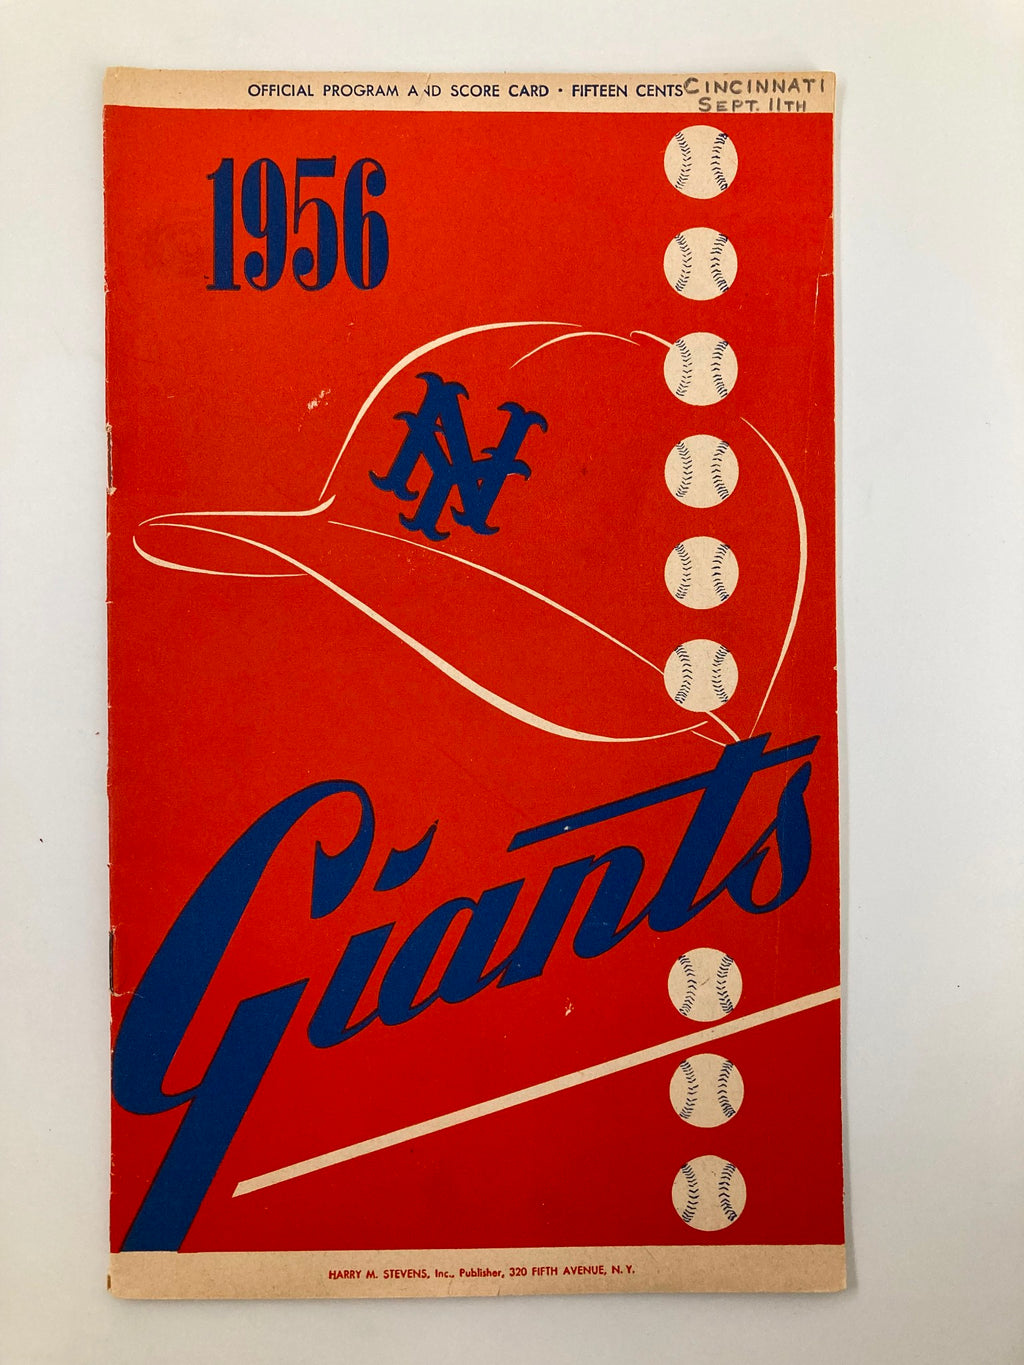 OFFICIAL PROGRAM AND SCORE CARD • FIFTEEN CENTS
CINCINNATI
SEPT. 11TH
1956
NY
Giants
HARRY M. STEVENS, Inc., Publisher, 320 FIFTH AVENUE, N. Y.